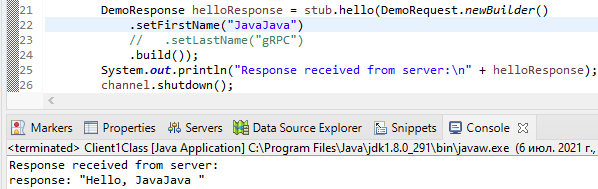 21 DemoResponse helloResponse = stub.hello(DemoRequest.newBuilder()
22 .setFirstName("JavaJava")
23 // .setLastName("gRPC")
24 .build());
25 System.out.println("Response received from server:\n" + helloResponse);
26 channel.shutdown();
Markers Properties Servers Data Source Explorer Snippets Console
<terminated> Client1Class [Java Application] C:\Program Files\Java\jdk1.8.0_291\bin\javaw.exe (6 июл. 2021 г.,
Response received from server:
response: "Hello, JavaJava "